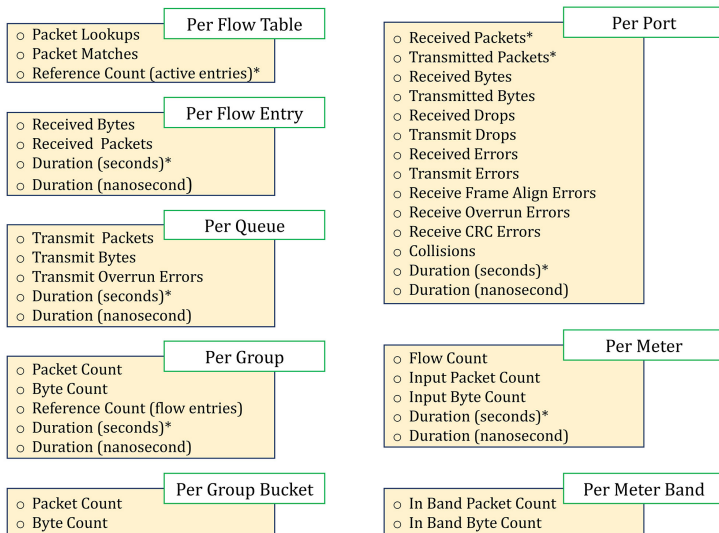 Per Flow Table
○ Packet Lookups
○ Packet Matches
○ Reference Count (active entries)*
Per Flow Entry
○ Received Bytes
○ Received  Packets
○ Duration (seconds)*
○ Duration (nanosecond)
Per Queue
○ Transmit  Packets
○ Transmit Bytes
○ Transmit Overrun Errors
○ Duration (seconds)*
○ Duration (nanosecond)
Per Group
○ Packet Count
○ Byte Count
○ Reference Count (flow entries)
○ Duration (seconds)*
○ Duration (nanosecond)
Per Group Bucket
○ Packet Count
○ Byte Count
Per Port
○ Received Packets*
○ Transmitted Packets*
○ Received Bytes
○ Transmitted Bytes
○ Received Drops
○ Transmit Drops
○ Received Errors
○ Transmit Errors
○ Receive Frame Align Errors
○ Receive Overrun Errors
○ Receive CRC Errors
○ Collisions
○ Duration (seconds)*
○ Duration (nanosecond)
Per Meter
○ Flow Count
○ Input Packet Count
○ Input Byte Count
○ Duration (seconds)*
○ Duration (nanosecond)
Per Meter Band
○ In Band Packet Count
○ In Band Byte Count